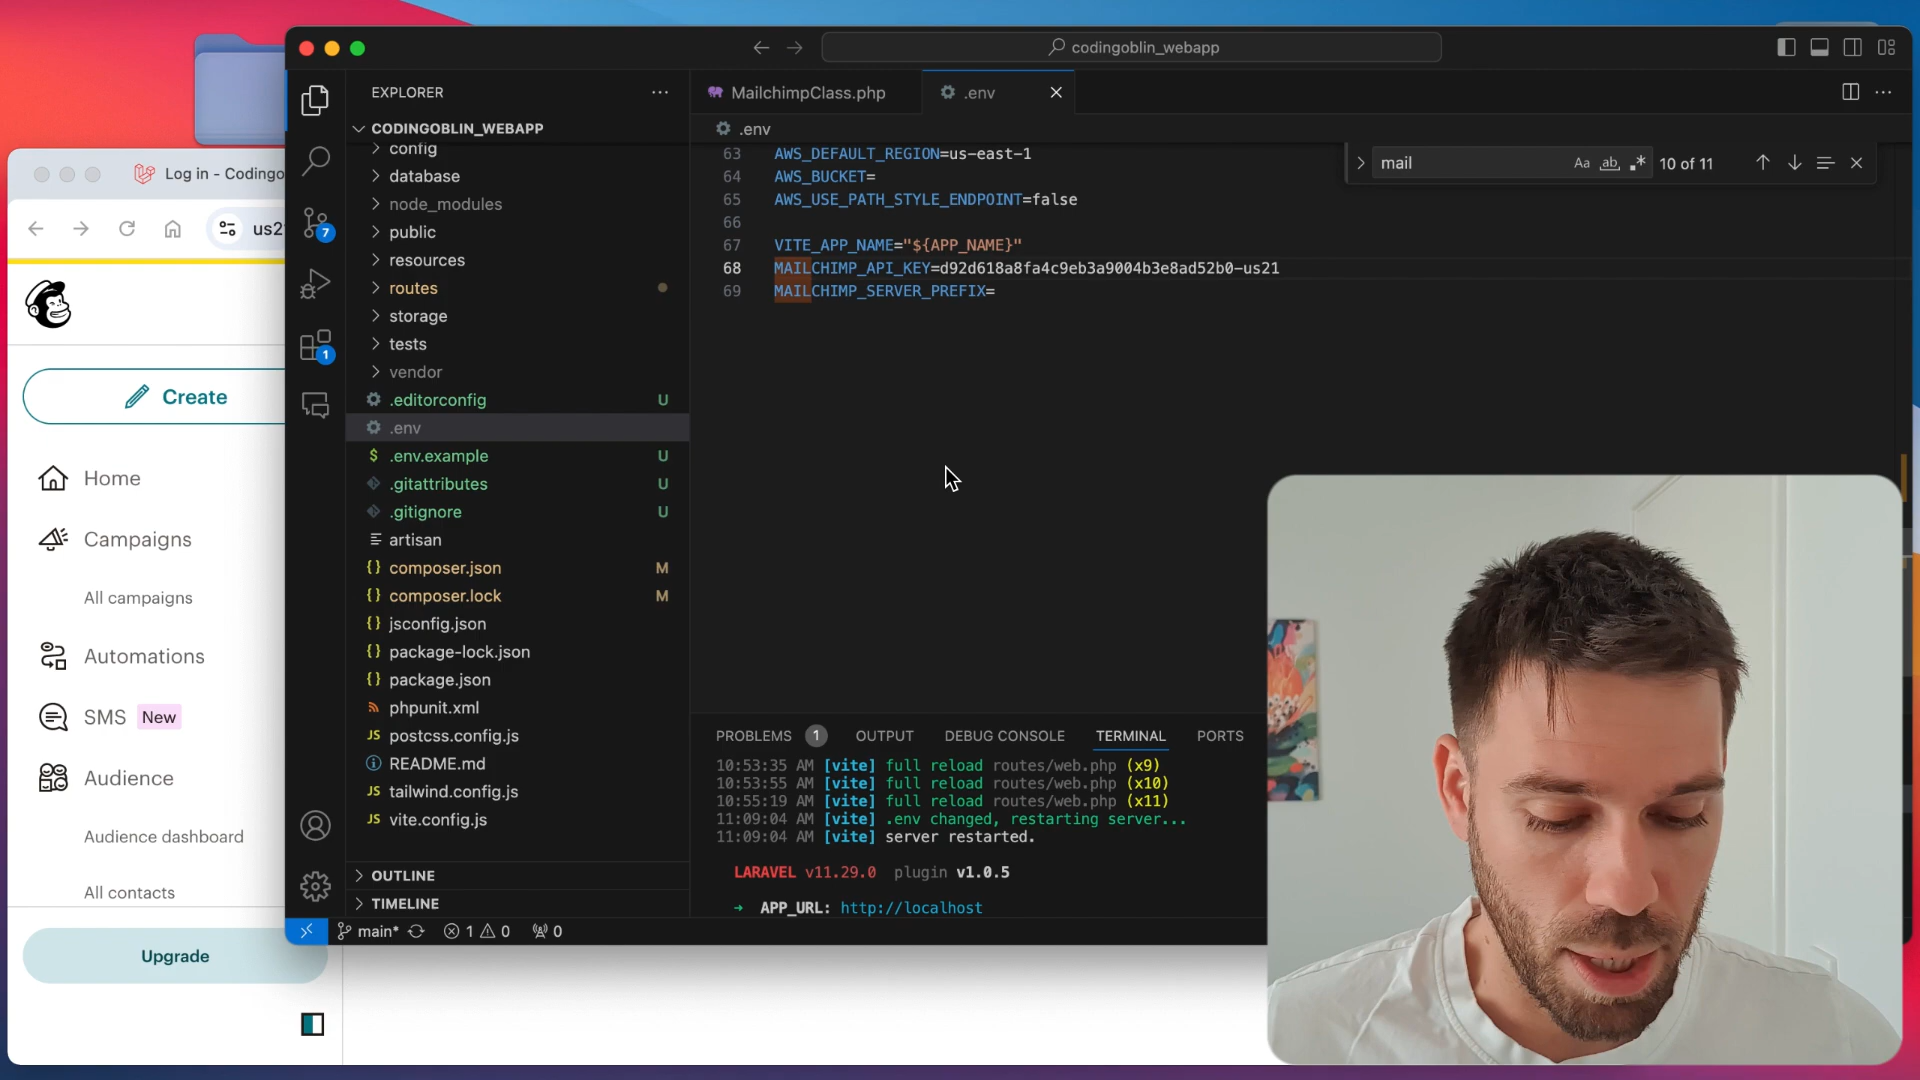 codingoblin_webapp
Log in - Codingo
us2
Create
Home
Campaigns
All campaigns
Automations
SMS New
Audience
Audience dashboard
All contacts
Upgrade
EXPLORER
CODINGOBLIN_WEBAPP
config
database
node_modules
public
resources
routes
storage
tests
vendor
.editorconfig U
.env
.env.example U
.gitattributes U
.gitignore U
artisan
composer.json M
composer.lock M
jsconfig.json
package-lock.json
package.json
phpunit.xml
postcss.config.js
README.md
tailwind.config.js
vite.config.js
OUTLINE
TIMELINE
7
1
MailchimpClass.php
.env
.env
mail Aa ab 10 of 11
63 AWS_DEFAULT_REGION=us-east-1
64 AWS_BUCKET=
65 AWS_USE_PATH_STYLE_ENDPOINT=false
66
67 VITE_APP_NAME="${APP_NAME}"
68 MAILCHIMP_API_KEY=d92d618a8fa4c9eb3a9004b3e8ad52b0-us21
69 MAILCHIMP_SERVER_PREFIX=
PROBLEMS 1 OUTPUT DEBUG CONSOLE TERMINAL PORTS
10:53:35 AM [vite] full reload routes/web.php (x9)
10:53:55 AM [vite] full reload routes/web.php (x10)
10:55:19 AM [vite] full reload routes/web.php (x11)
11:09:04 AM [vite] .env changed, restarting server...
11:09:04 AM [vite] server restarted.
LARAVEL v11.29.0 plugin v1.0.5
➜ APP_URL: http://localhost
main* 1 0 0